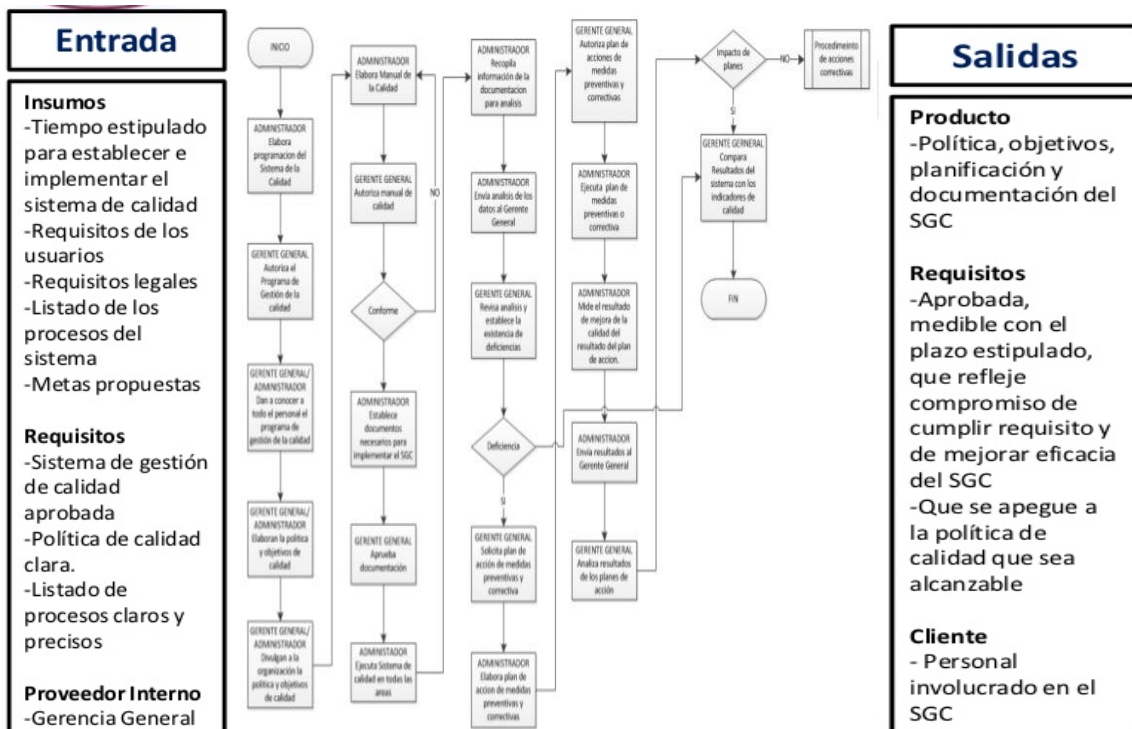 Entrada
Insumos
-Tiempo estipulado
para establecer e
implementar el
sistema de calidad
-Requisitos de los
usuarios
-Requisitos legales
-Listado de los
procesos del
sistema
-Metas propuestas
Requisitos
-Sistema de gestión
de calidad
aprobada
-Política de calidad
clara.
-Listado de
procesos claros y
precisos
Proveedor Interno
-Gerencia General
INICIO
ADMINISTRADOR
Elabora
programacion del
Sistema de la
Calidad
GERENTE GENERAL
Autoriza el
Programa de
Gestión de la
calidad
GERENTE GENERAL/
ADMINISTRADOR
Dan a conocer a
todo el personal el
programa de
gestión de la calidad
GERENTE GENERAL/
ADMINISTRADOR
Elaboran la política
y objetivos de
calidad
GERENTE GENERAL/
ADMINISTRADOR
Divulgan a la
organización la
política y objetivos
de calidad
ADMINISTRADOR
Elabora Manual de
la Calidad
GERENTE GENERAL
Autoriza manual de
calidad
NO
Conforme
ADMINISTRADOR
Establece
documentos
necesarios para
implementar el SGC
GERENTE GENERAL
Aprueba
documentación
ADMINISTADOR
Ejecuta Sistema de
calidad en todas las
areas
ADMINISTRADOR
Recopila
información de la
documentacion
para analisis
ADMINISTRADOR
Envía analisis de los
datos al Gerente
General
GERENTE GENERAL
Revisa analysis y
establece la
existencia de
deficiencias
Deficiencia
SI
GERENTE GENERAL
Solicita plan de
acción de medidas
preventivas y
correctiva
ADMINISTRADOR
Elabora plan de
accion de medidas
preventivas y
correctivas
GERENTE GENERAL
Autoriza plan de
acciones de
medidas
preventivas y
correctivas
ADMINISTRADOR
Ejecuta plan de
medidas
preventivas o
correctiva
ADMINISTRADOR
Mide el resultado
de mejora de la
calidad del
resultado del plan
de accion.
ADMINISTRADOR
Envía resultados al
Gerente General
GERENTE GENERAL
Analiza resultados
de los planes de
acción
Impacto de
planes
NO
Procedimeinto
de acciones
correctivas
SI
GERENTE GERNERAL
Compara
Resultados del
sistema con los
indicadores de
calidad
FIN
Salidas
Producto
-Política, objetivos,
planificación y
documentación del
SGC
Requisitos
-Aprobada,
medible con el
plazo estipulado,
que refleje
compromiso de
cumplir requisito y
de mejorar eficacia
del SGC
-Que se apegue a
la política de
calidad que sea
alcanzable
Cliente
- Personal
involucrado en el
SGC